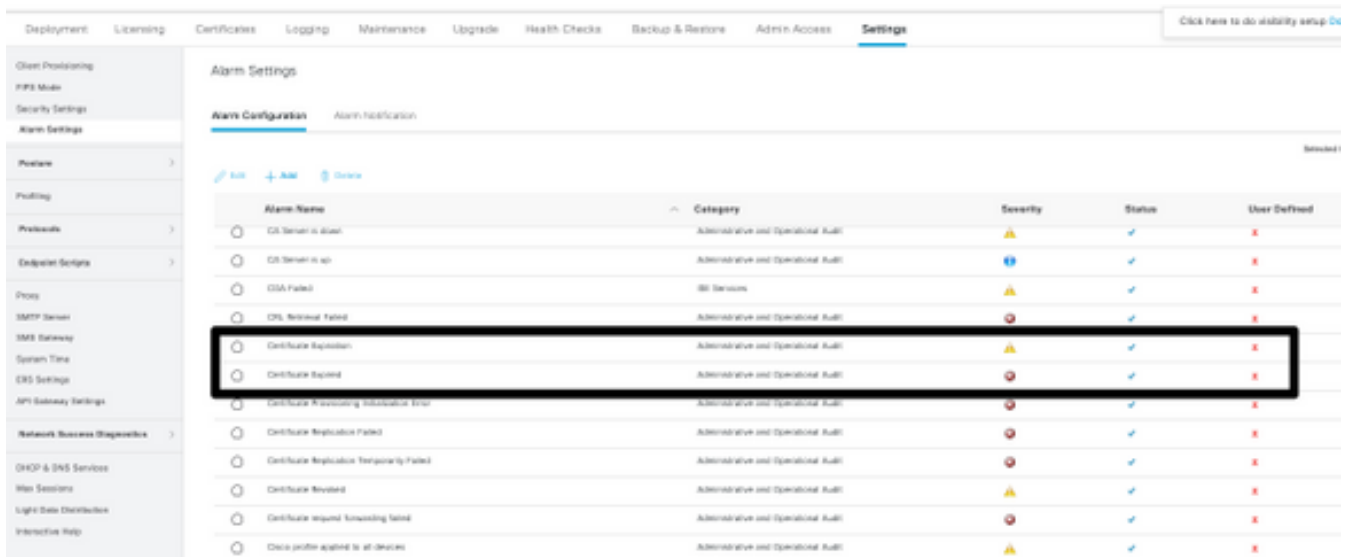 Click here to do visibility setup Do
Deployment Licensing Certificates Logging Maintenance Upgrade Health Checks Backup & Restore Admin Access Settings
Client Provisioning
FIPS Mode
Security Settings
Alarm Settings
Posture
Profiling
Protocols
Endpoint Scripts
Proxy
SMTP Server
SMS Gateway
System Time
ERS Settings
API Gateway Settings
Network Success Diagnostics
DHCP & DNS Services
Max Sessions
Light Data Distribution
Interactive Help
Alarm Settings
Alarm Configuration Alarm Notification
Selected
Edit Add Delete
Alarm Name Category Severity Status User Defined
CA Server is down Administrative and Operational Audit
CA Server is up Administrative and Operational Audit
COA Failed ISE Services
CRL Retrieval Failed Administrative and Operational Audit
Certificate Expiration Administrative and Operational Audit
Certificate Expired Administrative and Operational Audit
Certificate Provisioning Initialization Error Administrative and Operational Audit
Certificate Replication Failed Administrative and Operational Audit
Certificate Replication Temporarily Failed Administrative and Operational Audit
Certificate Revoked Administrative and Operational Audit
Certificate request forwarding failed Administrative and Operational Audit
Cisco profile applied to all devices Administrative and Operational Audit